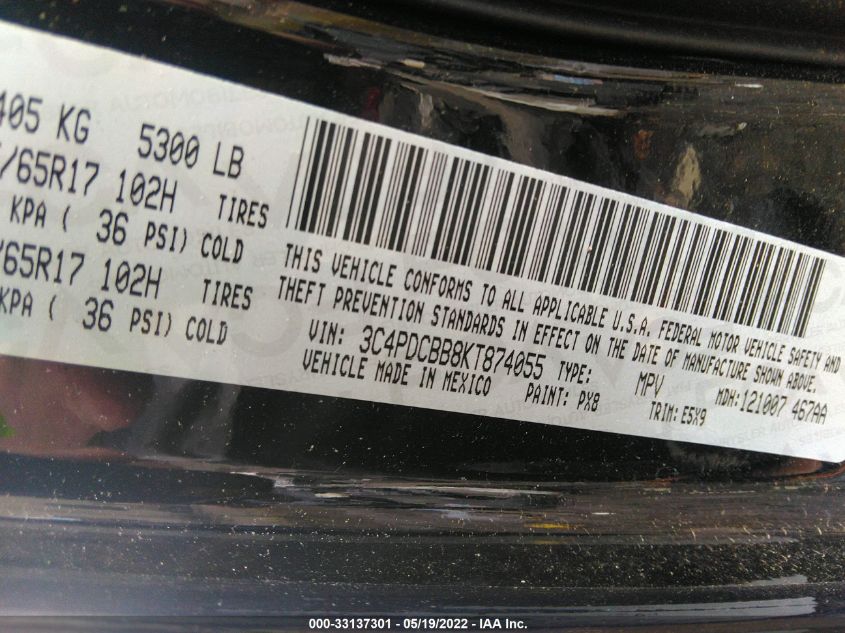 405 KG 5300 LB
/65R17 102H TIRES
KPA ( 36 PSI) COLD
/65R17 102H TIRES
KPA ( 36 PSI) COLD
THIS VEHICLE CONFORMS TO ALL APPLICABLE U.S.A. FEDERAL MOTOR VEHICLE SAFETY AND
THEFT PREVENTION STANDARDS IN EFFECT ON THE DATE OF MANUFACTURE SHOWN ABOVE.
VIN: 3C4PDCBB8KT874055 TYPE: MPV MDH:121007 467AA
VEHICLE MADE IN MEXICO PAINT: PX8 TRIM: E5X9
000-33137301 - 05/19/2022 - IAA Inc.